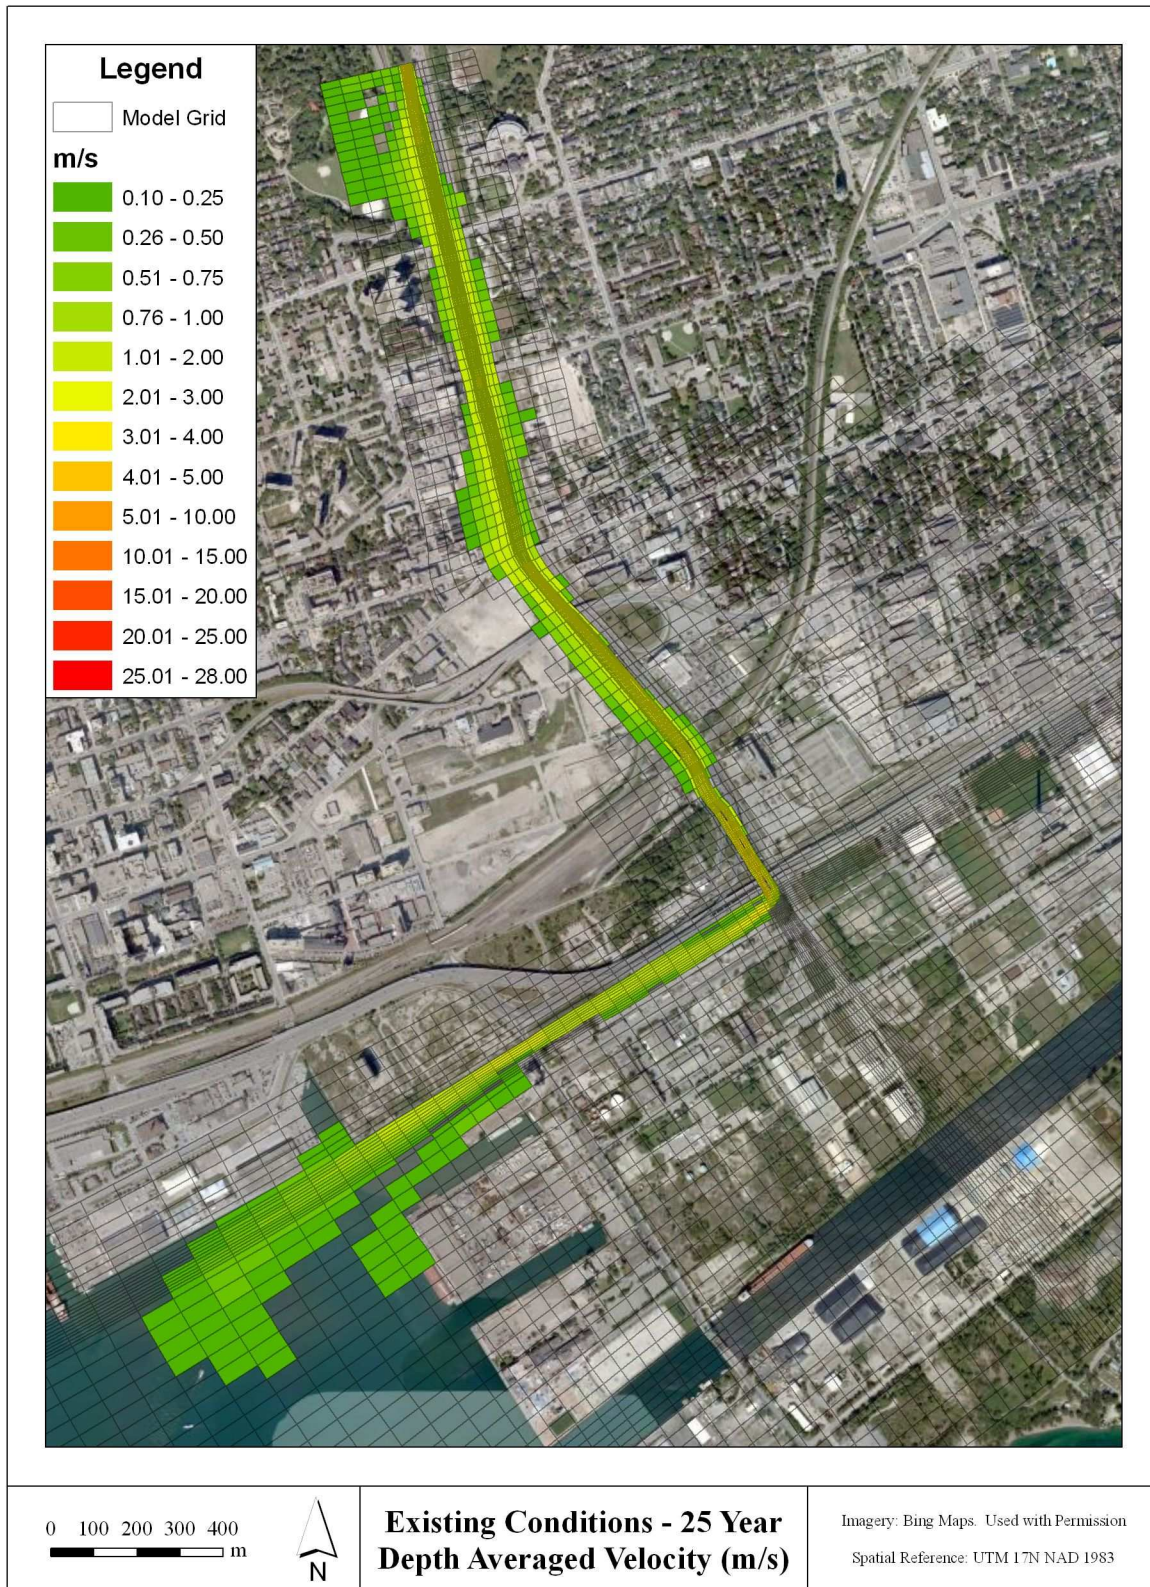 Legend
Model Grid
m/s
0.10 - 0.25
0.26 - 0.50
0.51 - 0.75
0.76 - 1.00
1.01 - 2.00
2.01 - 3.00
3.01 - 4.00
4.01 - 5.00
5.01 - 10.00
10.01 - 15.00
15.01 - 20.00
20.01 - 25.00
25.01 - 28.00
0 100 200 300 400
m
N
Existing Conditions - 25 Year
Depth Averaged Velocity (m/s)
Imagery: Bing Maps. Used with Permission
Spatial Reference: UTM 17N NAD 1983